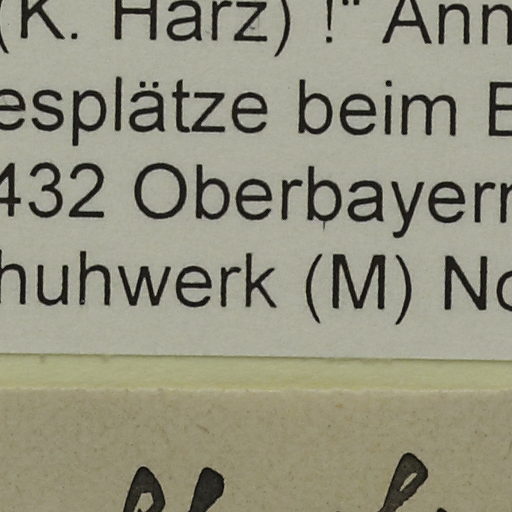 (K. Harz) !" Ann
esplätze beim
432 Oberbayern
huhwerk (M) No